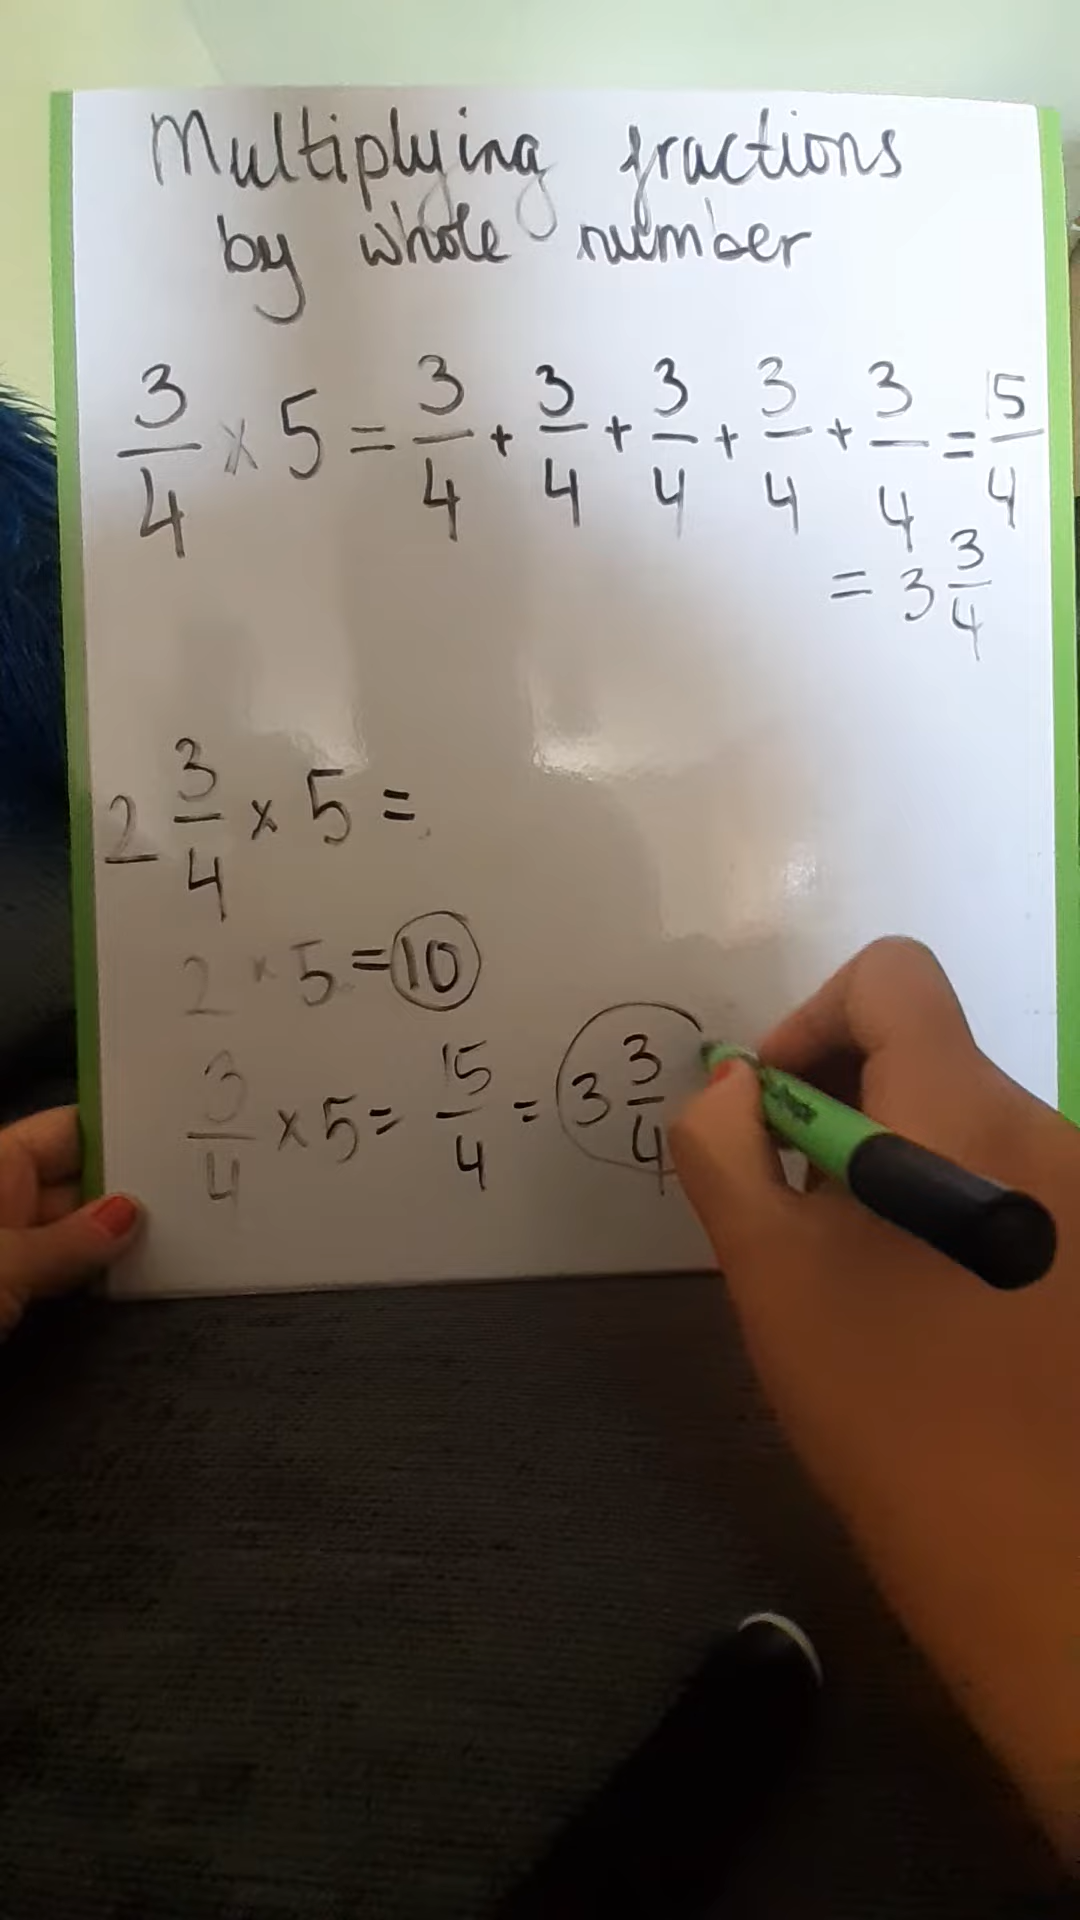 Multiplying fractions
by whole number
3/4 × 5 = 3/4 + 3/4 + 3/4 + 3/4 + 3/4 = 15/4
= 3 3/4
2 3/4 × 5 =
2 × 5 = 10
3/4 × 5 = 15/4 = 3 3/4